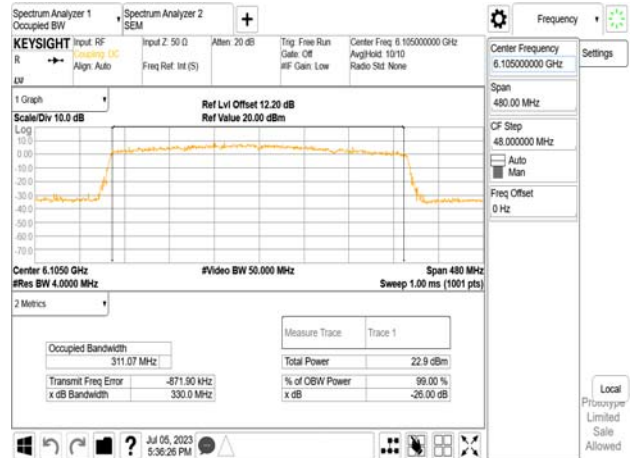 Spectrum Analyzer 1
Occupied BW
Spectrum Analyzer 2
SEM
Frequency
KEYSIGHT
R
LXI
Input: RF
Coupling: DC
Align: Auto
Input Z: 50 Ω
Freq Ref: Int (S)
Atten: 20 dB
Trig: Free Run
Gate: Off
#IF Gain: Low
Center Freq: 6.105000000 GHz
Avg|Hold: 10/10
Radio Std: None
Center Frequency
6.105000000 GHz
Settings
Span
480.00 MHz
CF Step
48.000000 MHz
Auto
Man
Freq Offset
0 Hz
1 Graph
Scale/Div 10.0 dB
Ref Lvl Offset 12.20 dB
Ref Value 20.00 dBm
Log
10.0
0.00
-10.0
-20.0
-30.0
-40.0
-50.0
-60.0
-70.0
Center 6.1050 GHz
#Res BW 4.0000 MHz
#Video BW 50.000 MHz
Span 480 MHz
Sweep 1.00 ms (1001 pts)
2 Metrics
Measure Trace
Trace 1
Occupied Bandwidth
311.07 MHz
Total Power
22.9 dBm
Transmit Freq Error
-871.90 kHz
% of OBW Power
99.00 %
x dB Bandwidth
330.0 MHz
x dB
-26.00 dB
Local
Prototype
Limited
Sale
Allowed
?
Jul 05, 2023
5:36:26 PM